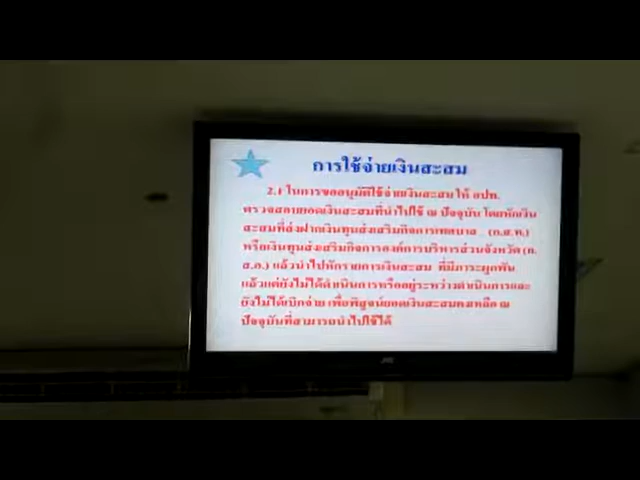 การใช้จ่ายเงินสะสม
2.1 ในการขออนุมัติใช้จ่ายเงินสะสม ให้ อปท.
ตรวจสอบยอดเงินสะสมที่นำไปใช้ ณ ปัจจุบัน โดยหักเงิน
สะสมที่ส่งฝากเงินทุนส่งเสริมกิจการเทศบาล (ก.ส.ท.)
หรือเงินทุนส่งเสริมกิจการองค์การบริหารส่วนจังหวัด (ก.
ส.อ.) แล้วนำไปหักรายการเงินสะสม ที่มีภาระผูกพัน
แล้วแต่ยังไม่ได้ดำเนินการหรืออยู่ระหว่างดำเนินการและ
ยังไม่ได้เบิกจ่าย เพื่อพิสูจน์ยอดเงินสะสมคงเหลือ ณ
ปัจจุบันที่สามารถนำไปใช้ได้